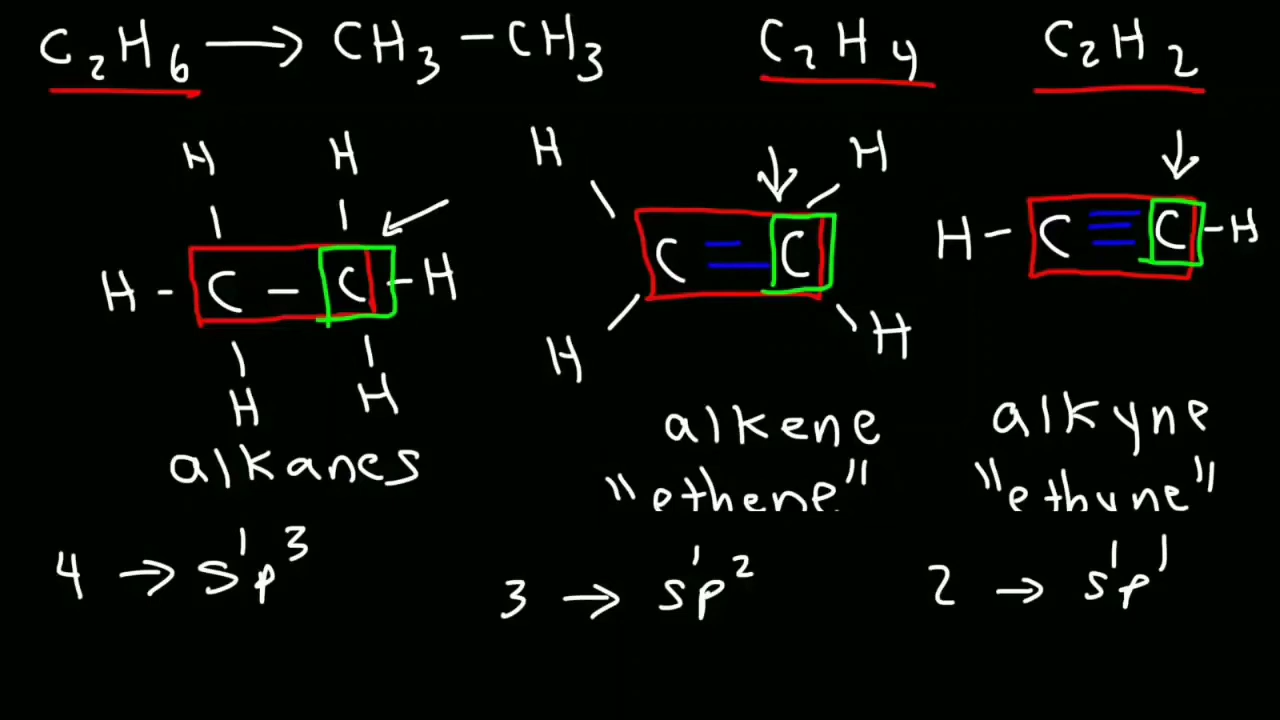 C₂H₆ → CH₃ – CH₃ C₂H₄ C₂H₂
H H H H
H – C – C – H C = C H – C ≡ C – H
H H H H
alkanes alkene alkyne
"ethene" "ethyne"
4 → s¹p³ 3 → s¹p² 2 → s¹p¹